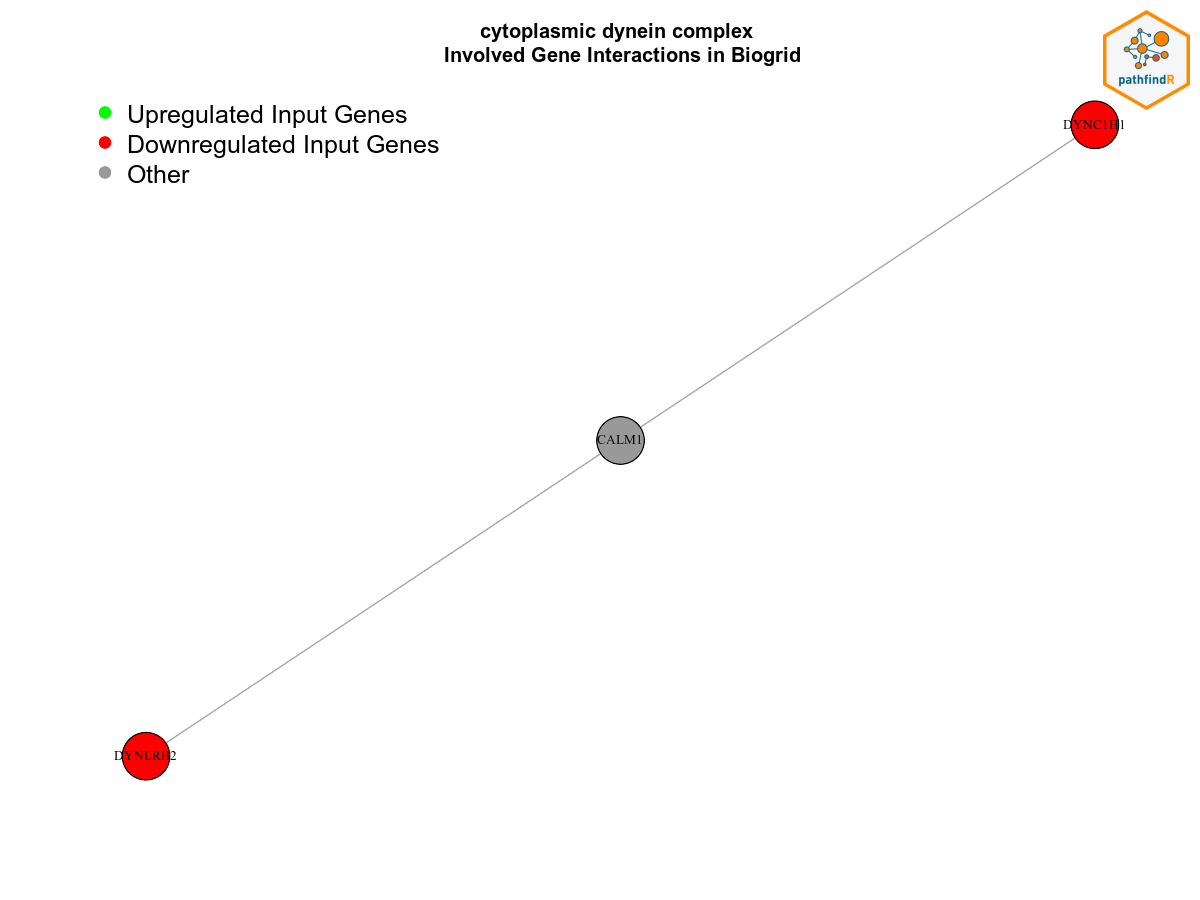 cytoplasmic dynein complex
Involved Gene Interactions in Biogrid
pathfindR
Upregulated Input Genes
Downregulated Input Genes
Other
DYNC1H1
CALM1
DYNLRB2